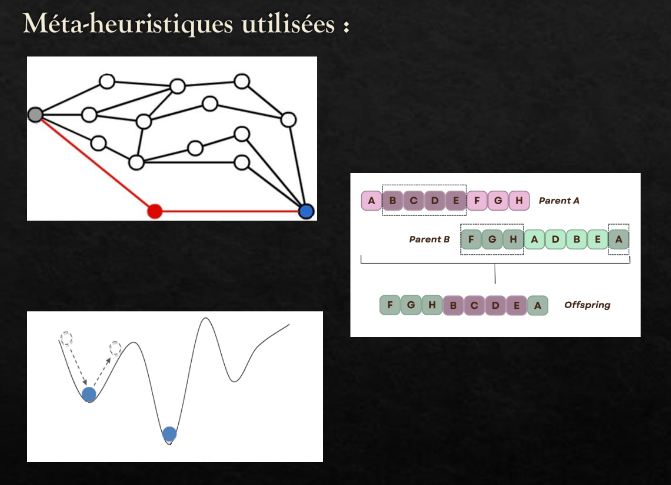 Méta-heuristiques utilisées :
A B C D E F G H Parent A
Parent B F G H A D B E A
F G H B C D E A Offspring